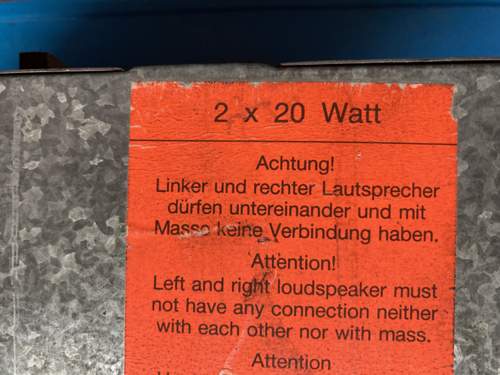 2 x 20 Watt
Achtung!
Linker und rechter Lautsprecher
dürfen untereinander und mit
Masse keine Verbindung haben.
Attention!
Left and right loudspeaker must
not have any connection neither
with each other nor with mass.
Attention